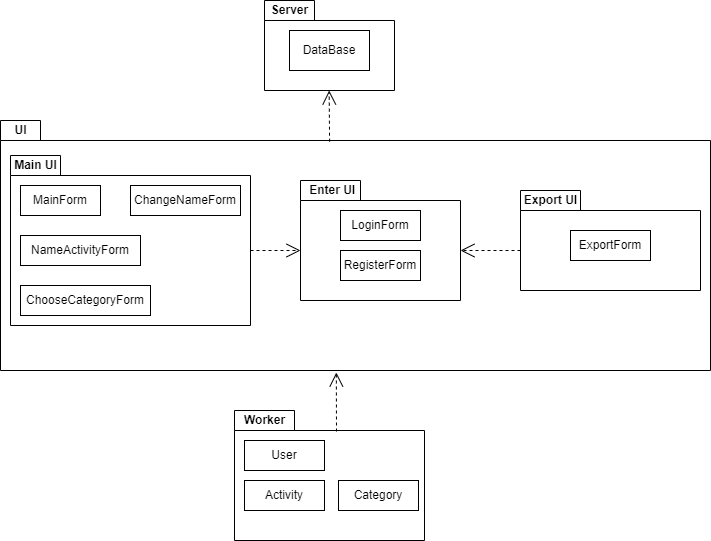 Server
DataBase
UI
Main UI
MainForm
ChangeNameForm
NameActivityForm
ChooseCategoryForm
Enter UI
LoginForm
RegisterForm
Export UI
ExportForm
Worker
User
Activity
Category